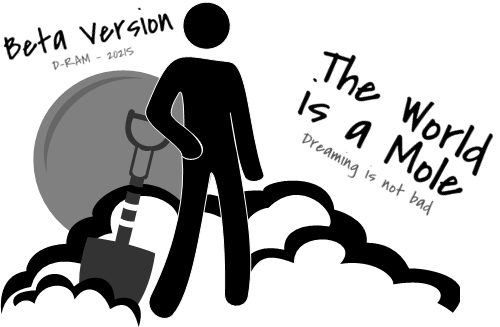 Beta Version
D-RAM - 2021S
The World
is a Mole
Dreaming is not bad